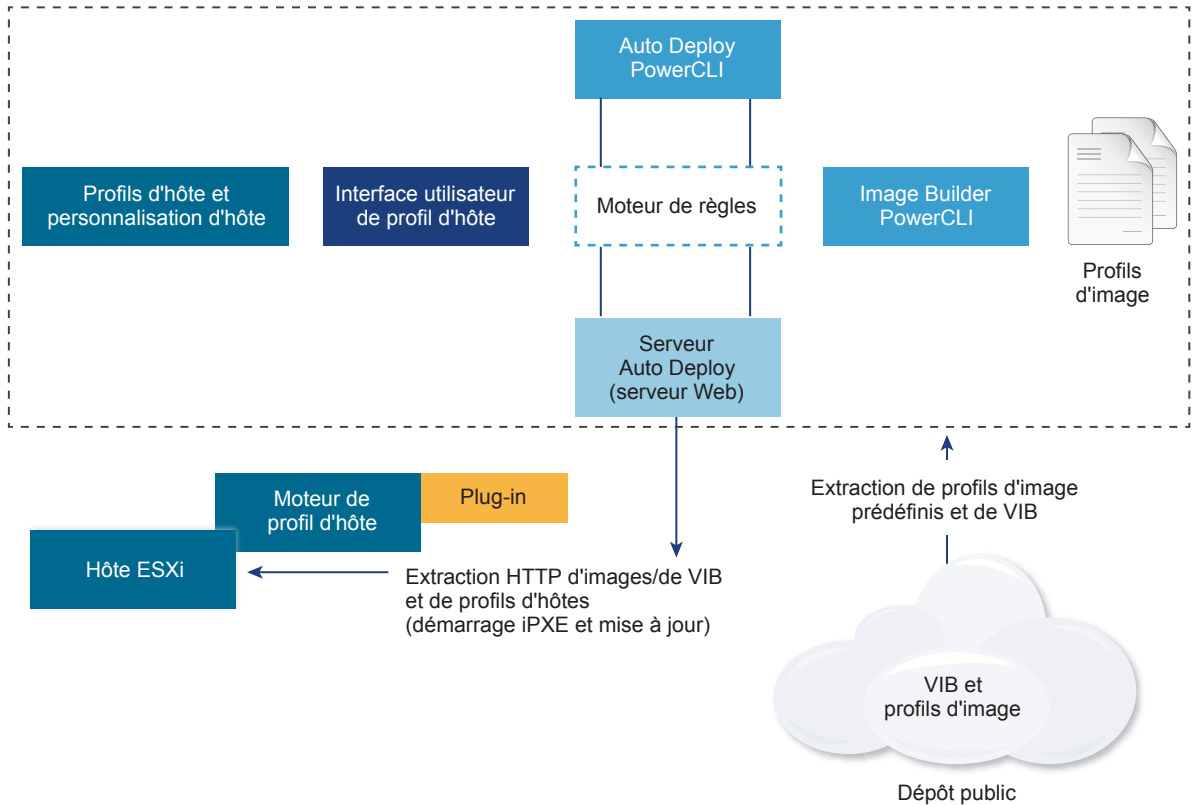 Auto Deploy
PowerCLI
Profils d'hôte et
personnalisation d'hôte
Interface utilisateur
de profil d'hôte
Moteur de règles
Image Builder
PowerCLI
Profils
d'image
Serveur
Auto Deploy
(serveur Web)
Moteur de
profil d'hôte
Plug-in
Hôte ESXi
Extraction HTTP d'images/de VIB
et de profils d'hôtes
(démarrage iPXE et mise à jour)
Extraction de profils d'image
prédéfinis et de VIB
VIB et
profils d'image
Dépôt public